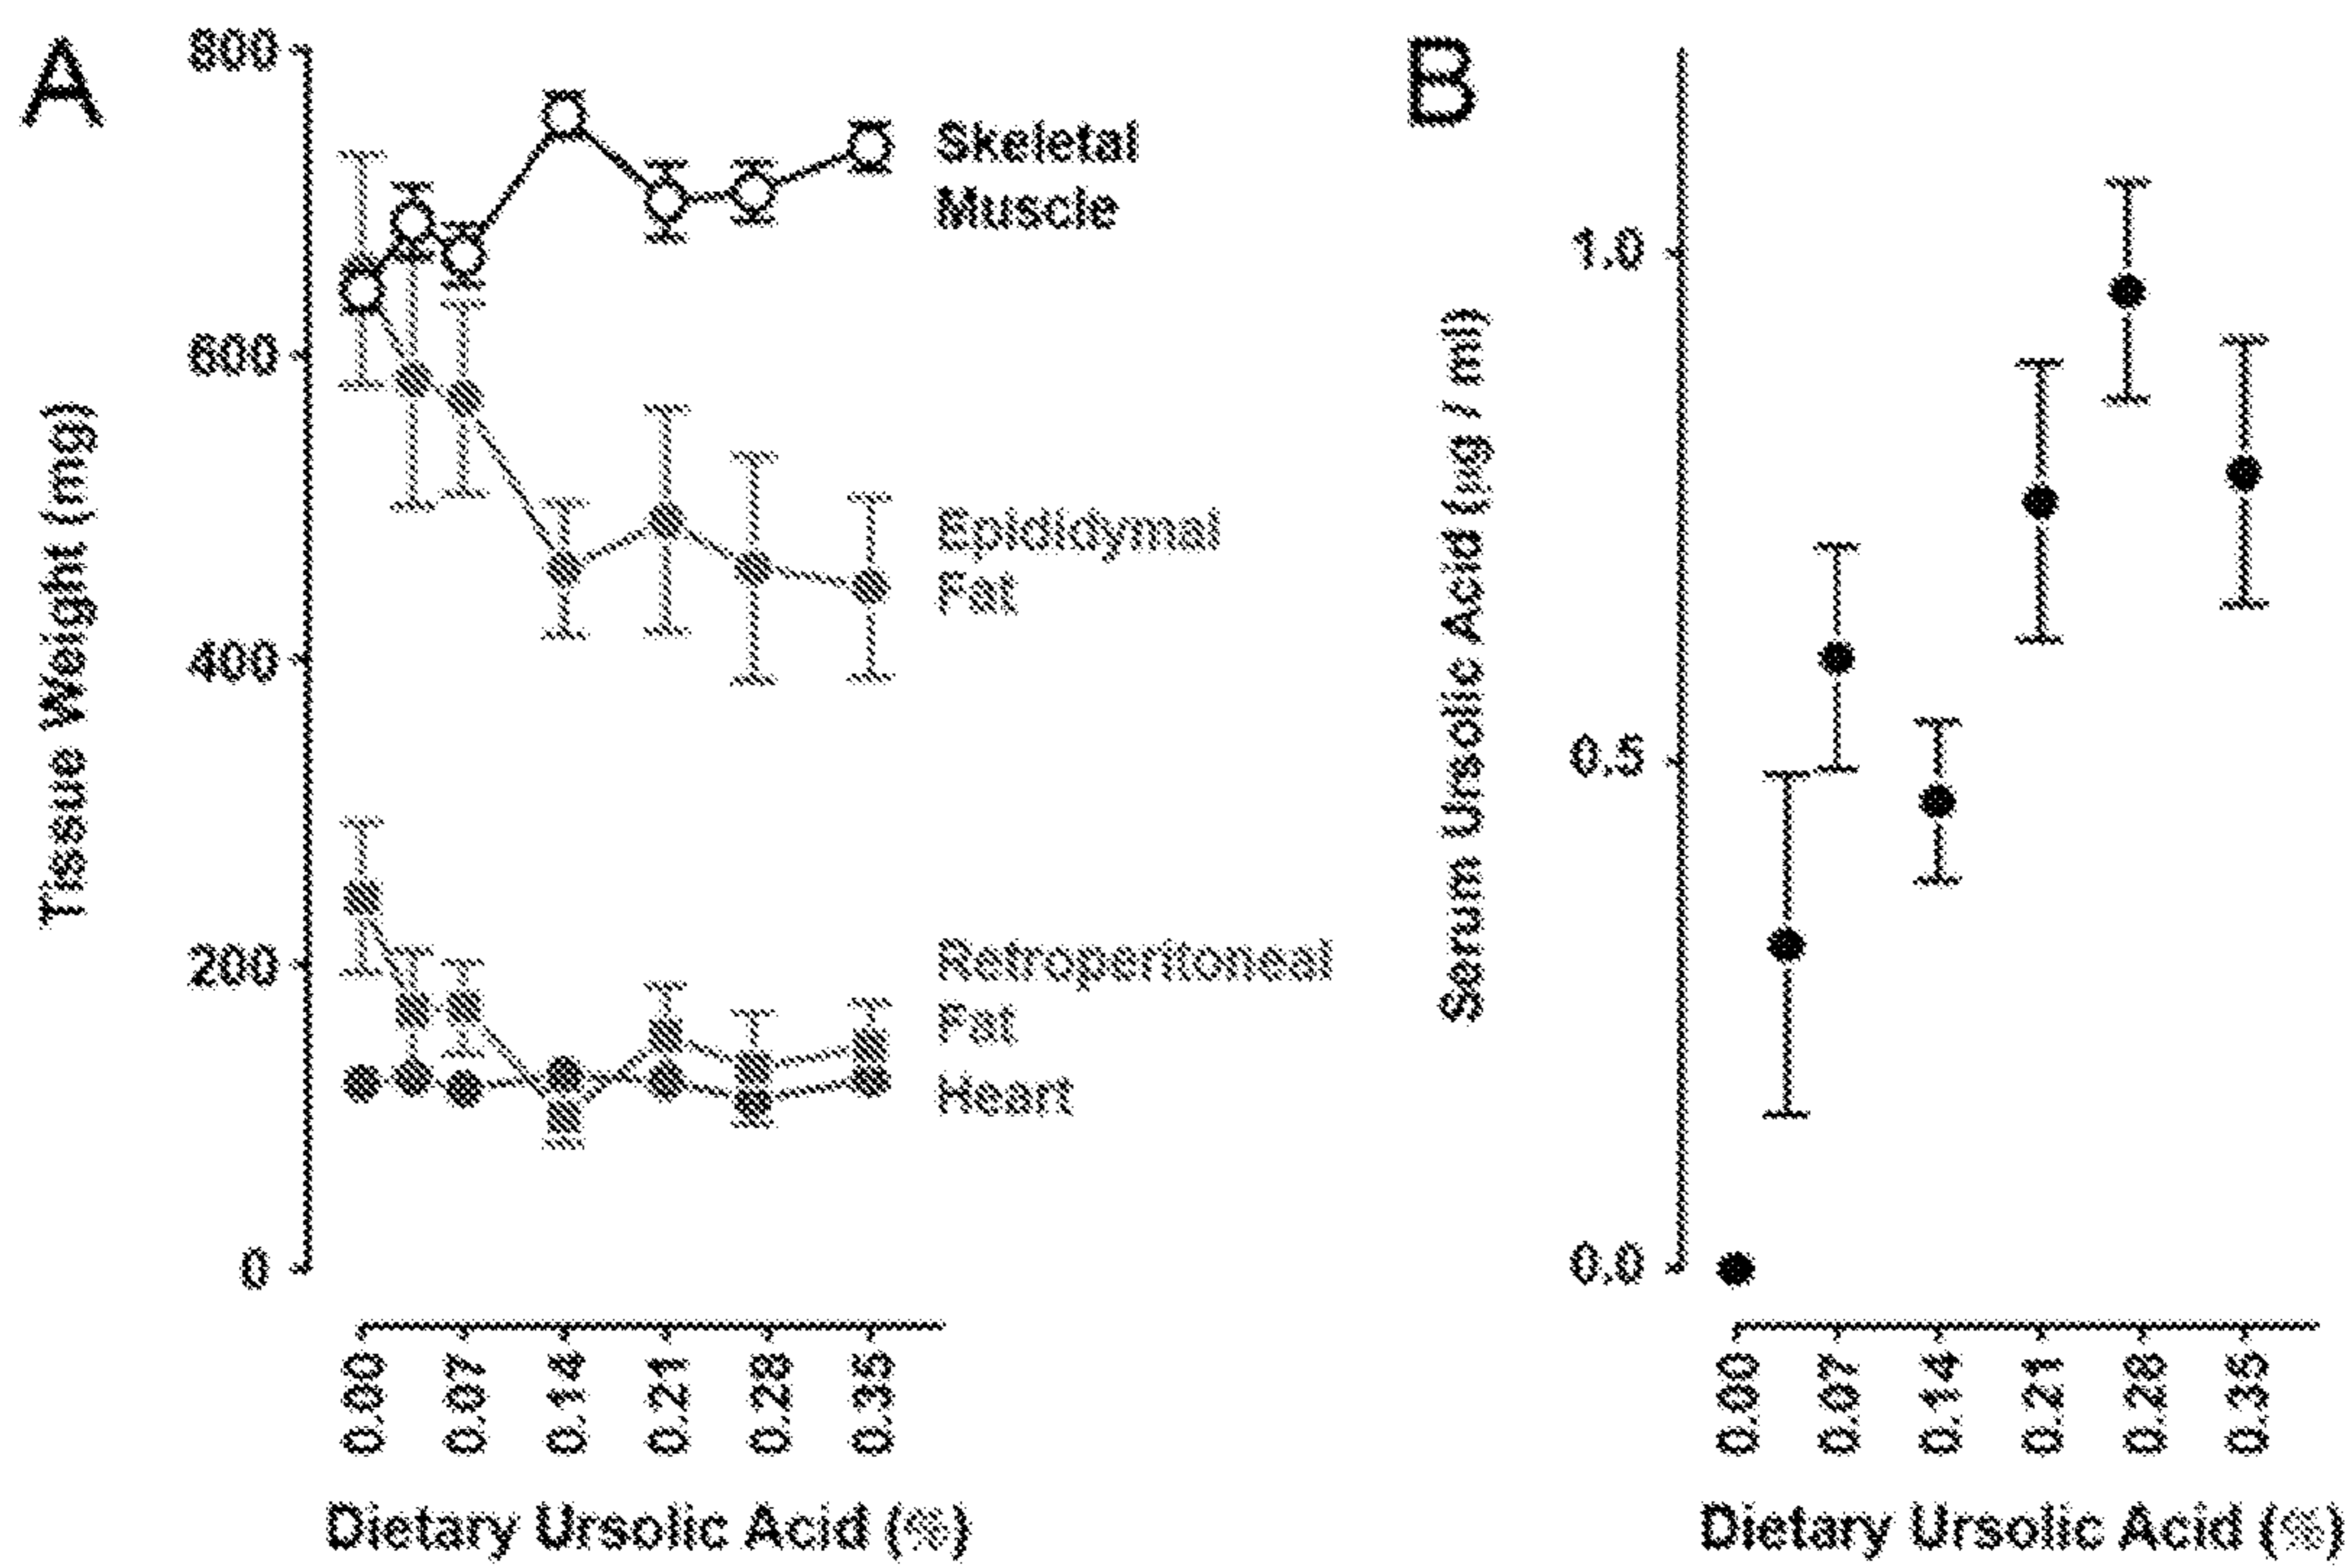 A
800
600
400
200
0
Tissue Weight (mg)
Skeletal
Muscle
Epididymal
Fat
Retroperitoneal
Fat
Heart
0.00
0.07
0.14
0.21
0.28
0.35
Dietary Ursolic Acid (%)
B
1.0
0.5
0.0
Serum Ursolic Acid (µg / ml)
0.00
0.07
0.14
0.21
0.28
0.35
Dietary Ursolic Acid (%)